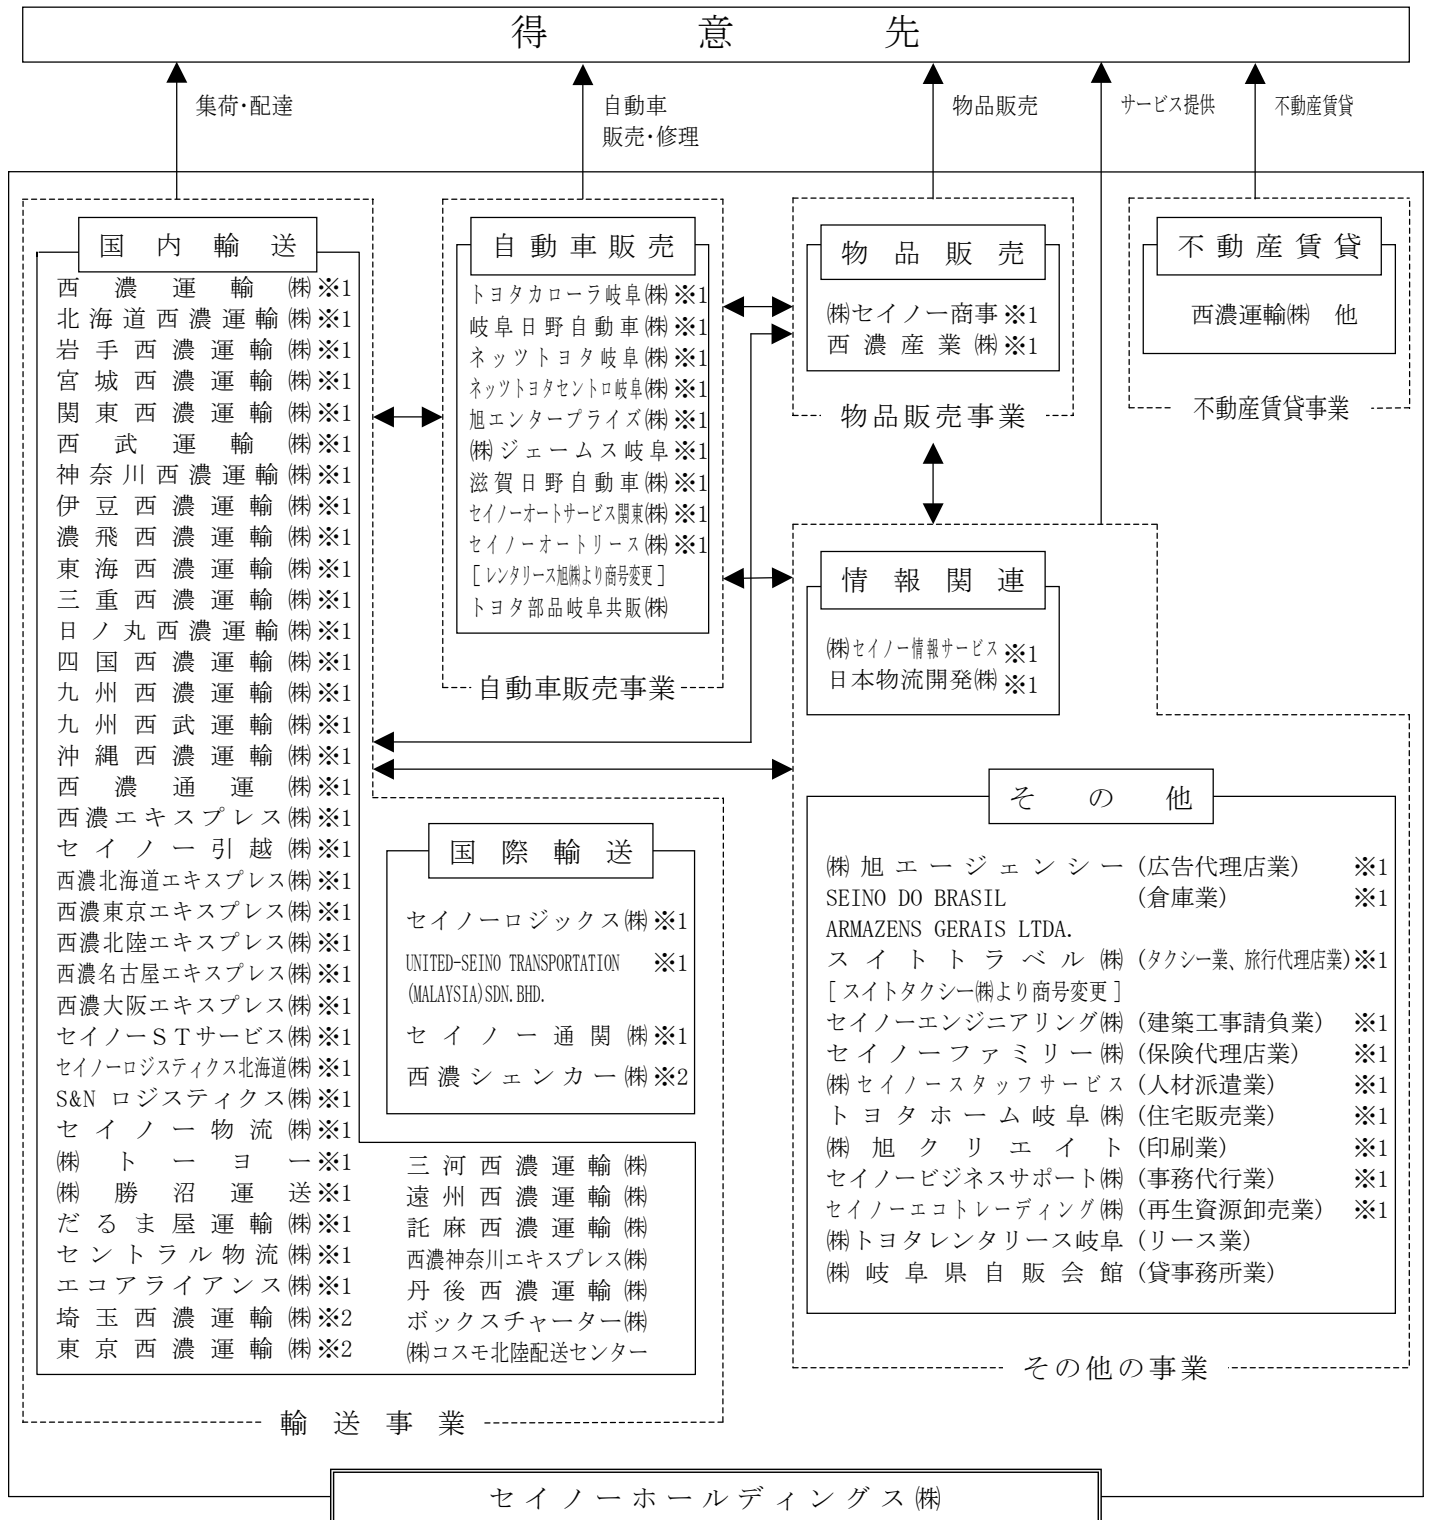 得意先
集荷・配達
自動車
販売・修理
物品販売
サービス提供
不動産賃貸
国内輸送
西濃運輸㈱※1
北海道西濃運輸㈱※1
岩手西濃運輸㈱※1
宮城西濃運輸㈱※1
関東西濃運輸㈱※1
西武運輸㈱※1
神奈川西濃運輸㈱※1
伊豆西濃運輸㈱※1
濃飛西濃運輸㈱※1
東海西濃運輸㈱※1
三重西濃運輸㈱※1
日ノ丸西濃運輸㈱※1
四国西濃運輸㈱※1
九州西濃運輸㈱※1
九州西武運輸㈱※1
沖縄西濃運輸㈱※1
西濃通運㈱※1
西濃エキスプレス㈱※1
セイノー引越㈱※1
西濃北海道エキスプレス㈱※1
西濃東京エキスプレス㈱※1
西濃北陸エキスプレス㈱※1
西濃名古屋エキスプレス㈱※1
西濃大阪エキスプレス㈱※1
セイノーSTサービス㈱※1
セイノーロジスティクス北海道㈱※1
S&N ロジスティクス㈱※1
セイノー物流㈱※1
㈱トーヨー※1
㈱勝沼運送※1
だるま屋運輸㈱※1
セントラル物流㈱※1
エコアライアンス㈱※1
埼玉西濃運輸㈱※2
東京西濃運輸㈱※2
三河西濃運輸㈱
遠州西濃運輸㈱
託麻西濃運輸㈱
西濃神奈川エキスプレス㈱
丹後西濃運輸㈱
ボックスチャーター㈱
㈱コスモ北陸配送センター
国際輸送
セイノーロジックス㈱※1
UNITED-SEINO TRANSPORTATION ※1
(MALAYSIA)SDN.BHD.
セイノー通関㈱※1
西濃シェンカー㈱※2
輸送事業
自動車販売
トヨタカローラ岐阜㈱※1
岐阜日野自動車㈱※1
ネッツトヨタ岐阜㈱※1
ネッツトヨタセントロ岐阜㈱※1
旭エンタープライズ㈱※1
㈱ジェームス岐阜※1
滋賀日野自動車㈱※1
セイノーオートサービス関東㈱※1
セイノーオートリース㈱※1
[レンタリース旭㈱より商号変更]
トヨタ部品岐阜共販㈱
自動車販売事業
物品販売
㈱セイノー商事※1
西濃産業㈱※1
物品販売事業
不動産賃貸
西濃運輸㈱ 他
不動産賃貸事業
情報関連
㈱セイノー情報サービス※1
日本物流開発㈱※1
その他
㈱旭エージェンシー(広告代理店業) ※1
SEINO DO BRASIL (倉庫業) ※1
ARMAZENS GERAIS LTDA.
スイトトラベル㈱(タクシー業、旅行代理店業)※1
[スイトタクシー㈱より商号変更]
セイノーエンジニアリング㈱(建築工事請負業) ※1
セイノーファミリー㈱(保険代理店業) ※1
㈱セイノースタッフサービス(人材派遣業) ※1
トヨタホーム岐阜㈱(住宅販売業) ※1
㈱旭クリエイト(印刷業) ※1
セイノービジネスサポート㈱(事務代行業) ※1
セイノーエコトレーディング㈱(再生資源卸売業) ※1
㈱トヨタレンタリース岐阜(リース業)
㈱岐阜県自販会館(貸事務所業)
その他の事業
セイノーホールディングス㈱